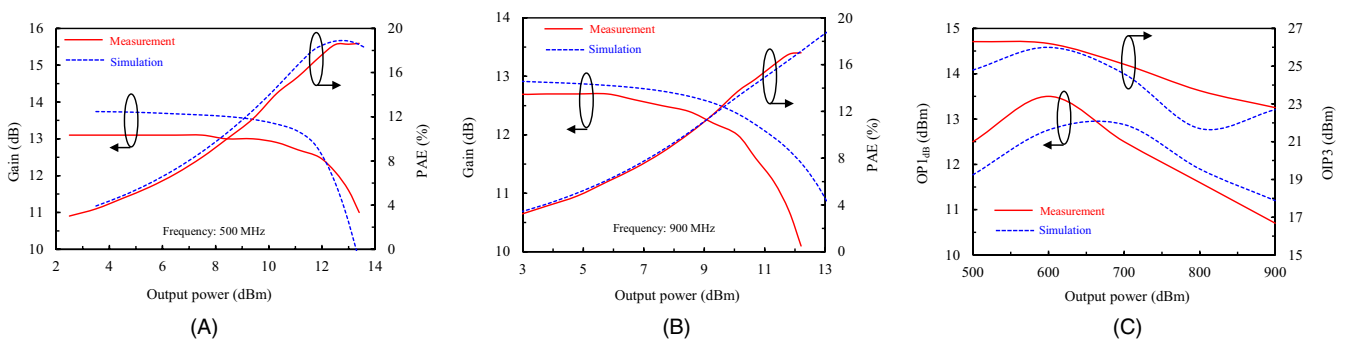 16
15
14
13
12
11
10
Gain (dB)
Measurement
Simulation
Frequency: 500 MHz
20
16
12
8
4
0
PAE (%)
2 4 6 8 10 12 14
Output power (dBm)
(A)
14
13
12
11
10
Gain (dB)
Measurement
Simulation
Frequency: 900 MHz
20
16
12
8
4
0
PAE (%)
3 5 7 9 11 13
Output power (dBm)
(B)
15
14
13
12
11
10
OP1dB (dBm)
Measurement
Simulation
27
25
23
21
19
17
15
OIP3 (dBm)
500 600 700 800 900
Output power (dBm)
(C)